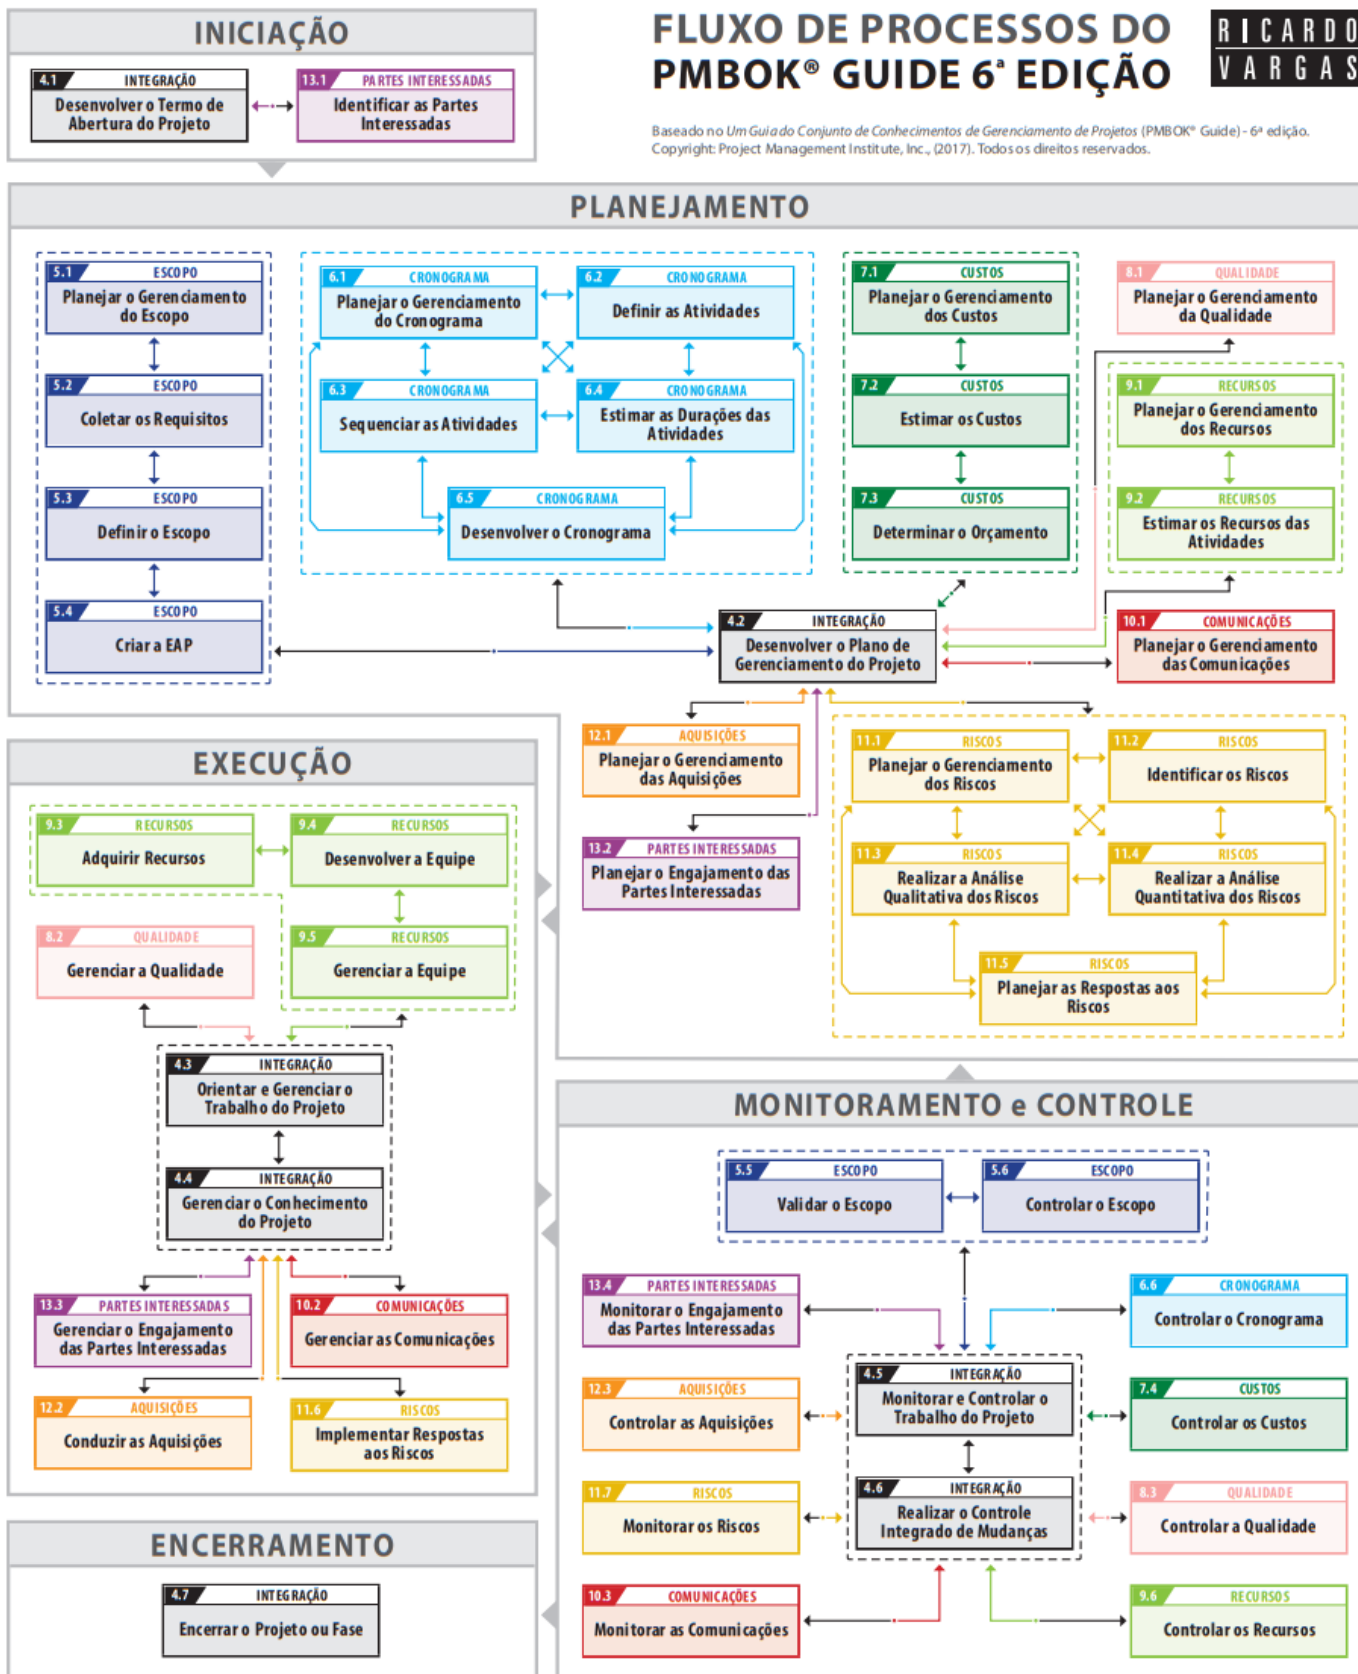 INICIAÇÃO
4.1 INTEGRAÇÃO
Desenvolver o Termo de
Abertura do Projeto
13.1 PARTES INTERESSADAS
Identificar as Partes
Interessadas
FLUXO DE PROCESSOS DO
PMBOK® GUIDE 6ª EDIÇÃO
RICARDO
VARGAS
Baseado no Um Guia do Conjunto de Conhecimentos de Gerenciamento de Projetos (PMBOK® Guide) - 6ª edição.
Copyright: Project Management Institute, Inc., (2017). Todos os direitos reservados.
PLANEJAMENTO
5.1 ESCOPO
Planejar o Gerenciamento
do Escopo
5.2 ESCOPO
Coletar os Requisitos
5.3 ESCOPO
Definir o Escopo
5.4 ESCOPO
Criar a EAP
6.1 CRONOGRAMA
Planejar o Gerenciamento
do Cronograma
6.2 CRONOGRAMA
Definir as Atividades
6.3 CRONOGRAMA
Sequenciar as Atividades
6.4 CRONOGRAMA
Estimar as Durações das
Atividades
6.5 CRONOGRAMA
Desenvolver o Cronograma
7.1 CUSTOS
Planejar o Gerenciamento
dos Custos
7.2 CUSTOS
Estimar os Custos
7.3 CUSTOS
Determinar o Orçamento
8.1 QUALIDADE
Planejar o Gerenciamento
da Qualidade
9.1 RECURSOS
Planejar o Gerenciamento
dos Recursos
9.2 RECURSOS
Estimar os Recursos das
Atividades
4.2 INTEGRAÇÃO
Desenvolver o Plano de
Gerenciamento do Projeto
10.1 COMUNICAÇÕES
Planejar o Gerenciamento
das Comunicações
12.1 AQUISIÇÕES
Planejar o Gerenciamento
das Aquisições
13.2 PARTES INTERESSADAS
Planejar o Engajamento das
Partes Interessadas
11.1 RISCOS
Planejar o Gerenciamento
dos Riscos
11.2 RISCOS
Identificar os Riscos
11.3 RISCOS
Realizar a Análise
Qualitativa dos Riscos
11.4 RISCOS
Realizar a Análise
Quantitativa dos Riscos
11.5 RISCOS
Planejar as Respostas aos
Riscos
EXECUÇÃO
9.3 RECURSOS
Adquirir Recursos
9.4 RECURSOS
Desenvolver a Equipe
8.2 QUALIDADE
Gerenciar a Qualidade
9.5 RECURSOS
Gerenciar a Equipe
4.3 INTEGRAÇÃO
Orientar e Gerenciar o
Trabalho do Projeto
4.4 INTEGRAÇÃO
Gerenciar o Conhecimento
do Projeto
13.3 PARTES INTERESSADAS
Gerenciar o Engajamento
das Partes Interessadas
10.2 COMUNICAÇÕES
Gerenciar as Comunicações
12.2 AQUISIÇÕES
Conduzir as Aquisições
11.6 RISCOS
Implementar Respostas
aos Riscos
MONITORAMENTO e CONTROLE
5.5 ESCOPO
Validar o Escopo
5.6 ESCOPO
Controlar o Escopo
13.4 PARTES INTERESSADAS
Monitorar o Engajamento
das Partes Interessadas
6.6 CRONOGRAMA
Controlar o Cronograma
4.5 INTEGRAÇÃO
Monitorar e Controlar o
Trabalho do Projeto
12.3 AQUISIÇÕES
Controlar as Aquisições
7.4 CUSTOS
Controlar os Custos
4.6 INTEGRAÇÃO
Realizar o Controle
Integrado de Mudanças
11.7 RISCOS
Monitorar os Riscos
8.3 QUALIDADE
Controlar a Qualidade
10.3 COMUNICAÇÕES
Monitorar as Comunicações
9.6 RECURSOS
Controlar os Recursos
ENCERRAMENTO
4.7 INTEGRAÇÃO
Encerrar o Projeto ou Fase